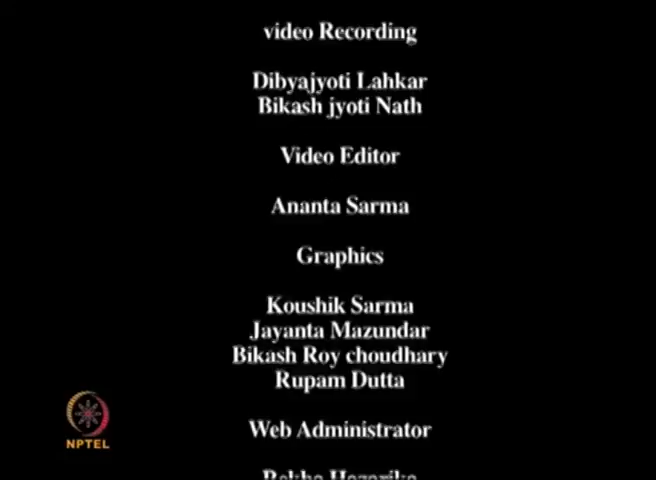 video Recording
Dibyajyoti Lahkar
Bikash jyoti Nath
Video Editor
Ananta Sarma
Graphics
Koushik Sarma
Jayanta Mazundar
Bikash Roy choudhary
Rupam Dutta
NPTEL
Web Administrator